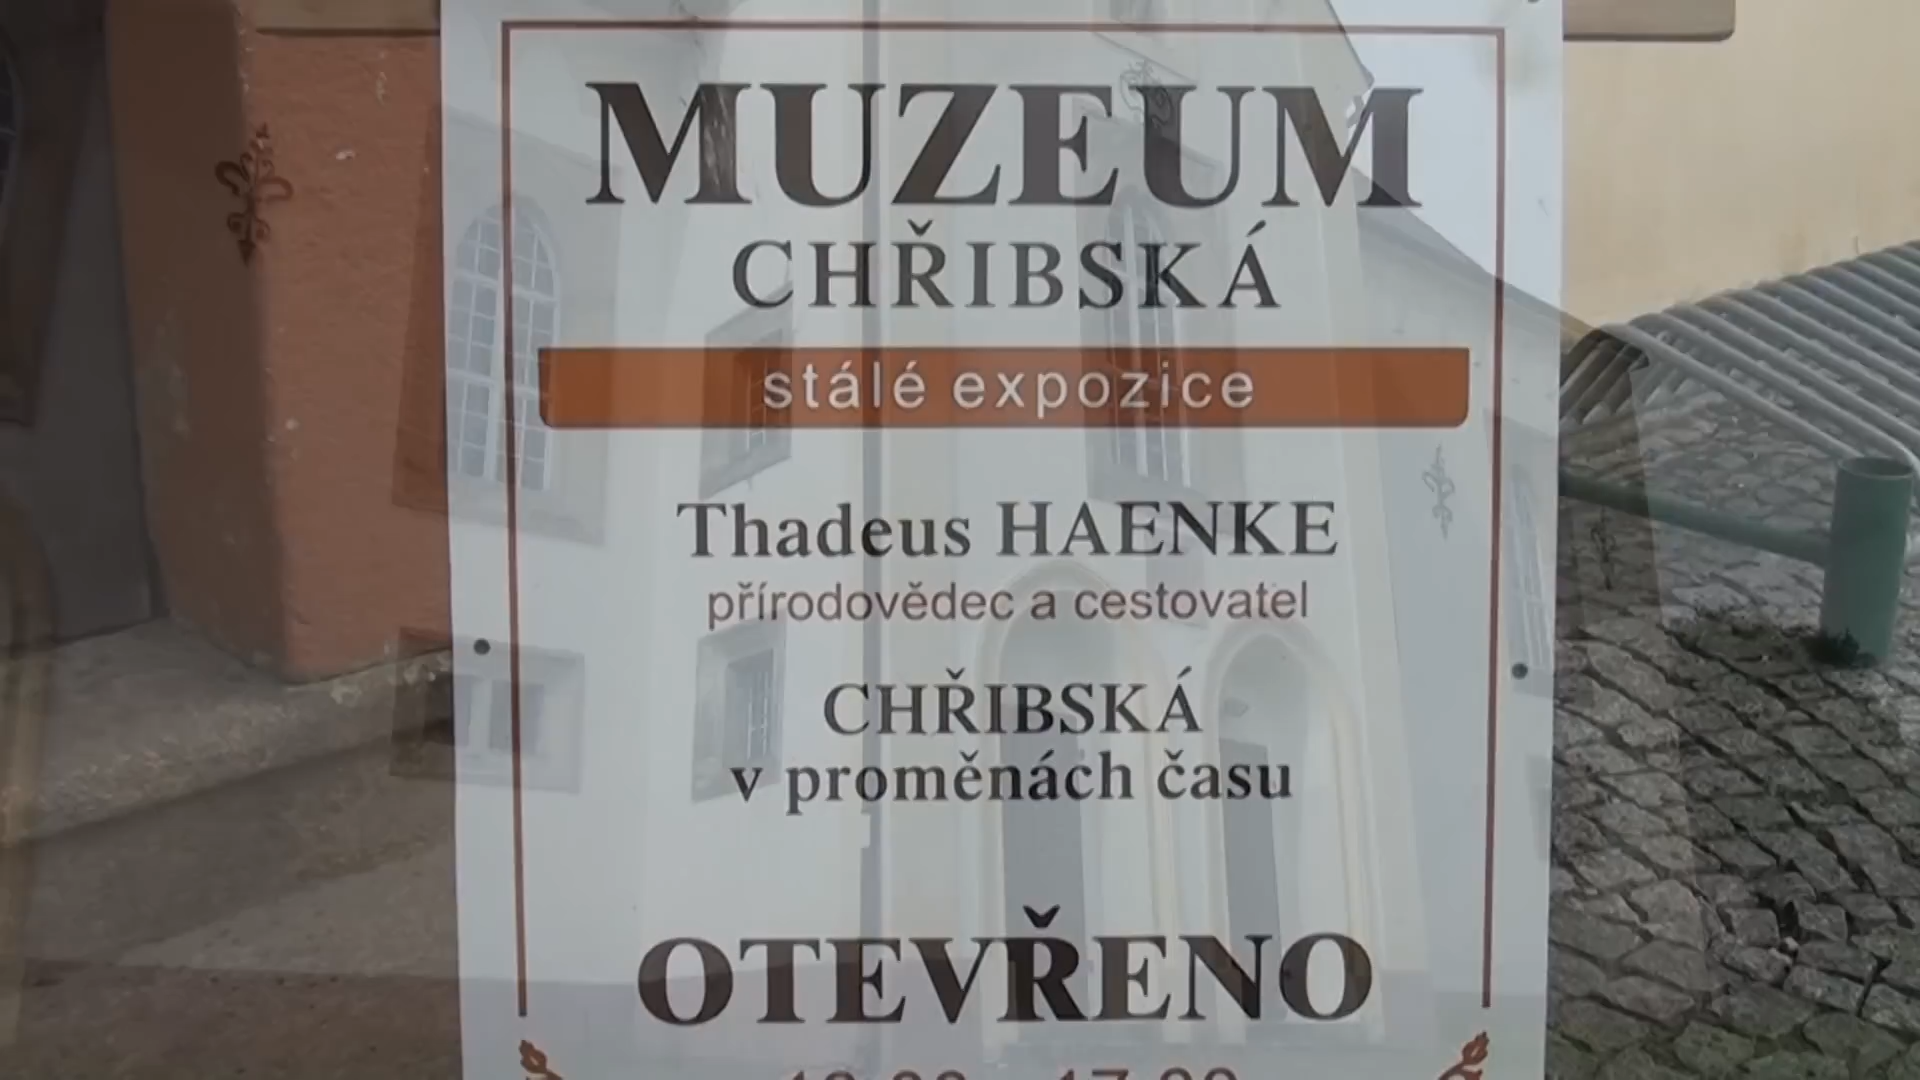 MUZEUM
CHŘIBSKÁ
stálé expozice
Thadeus HAENKE
přírodovědec a cestovatel
CHŘIBSKÁ
v proměnách času
OTEVŘENO